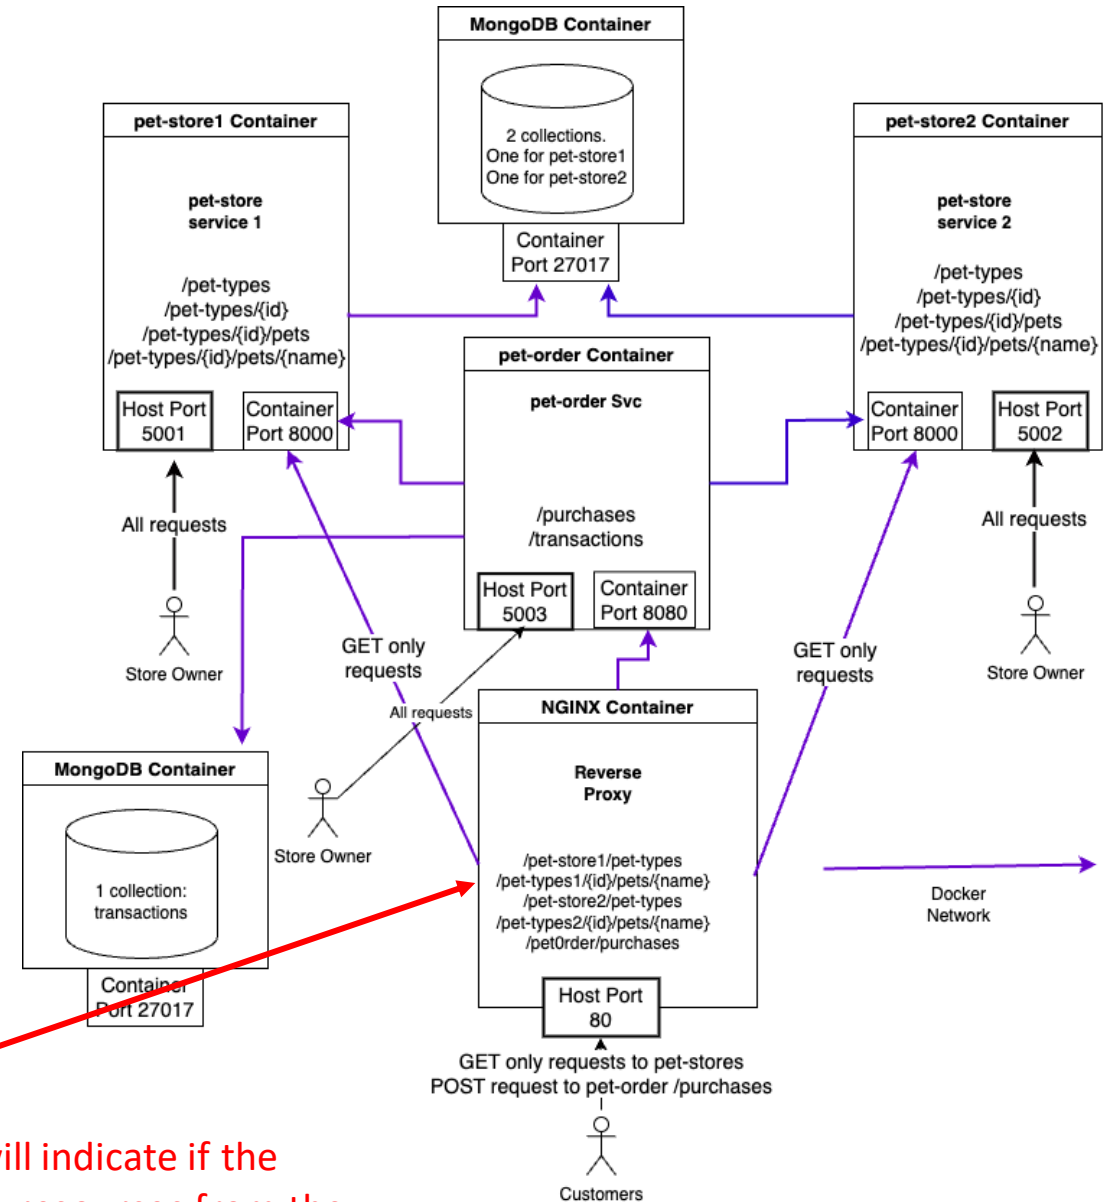 MongoDB Container
2 collections.
One for pet-store1
One for pet-store2
Container
Port 27017
pet-store1 Container
pet-store
service 1
/pet-types
/pet-types/{id}
/pet-types/{id}/pets
/pet-types/{id}/pets/{name}
Host Port
5001
Container
Port 8000
All requests
Store Owner
pet-store2 Container
pet-store
service 2
/pet-types
/pet-types/{id}
/pet-types/{id}/pets
/pet-types/{id}/pets/{name}
Container
Port 8000
Host Port
5002
All requests
Store Owner
pet-order Container
pet-order Svc
/purchases
/transactions
Host Port
5003
Container
Port 8080
GET only
requests
GET only
requests
All requests
Store Owner
MongoDB Container
1 collection:
transactions
Container
Port 27017
NGINX Container
Reverse
Proxy
/pet-store1/pet-types
/pet-types1/{id}/pets/{name}
/pet-store2/pet-types
/pet-types2/{id}/pets/{name}
/pet0rder/purchases
Host Port
80
Docker
Network
GET only requests to pet-stores
POST request to pet-order /purchases
Customers
will indicate if the
from the